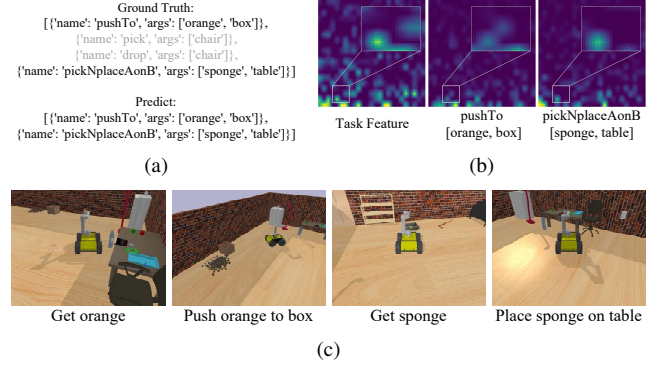 Ground Truth:
[{'name': 'pushTo', 'args': ['orange', 'box']},
{'name': 'pick', 'args': ['chair']},
{'name': 'drop', 'args': ['chair']},
{'name': 'pickNplaceAonB', 'args': ['sponge', 'table']}]
Predict:
[{'name': 'pushTo', 'args': ['orange', 'box']},
{'name': 'pickNplaceAonB', 'args': ['sponge', 'table']}]
(a)
Task Feature
pushTo
[orange, box]
pickNplaceAonB
[sponge, table]
(b)
Get orange
Push orange to box
Get sponge
Place sponge on table
(c)